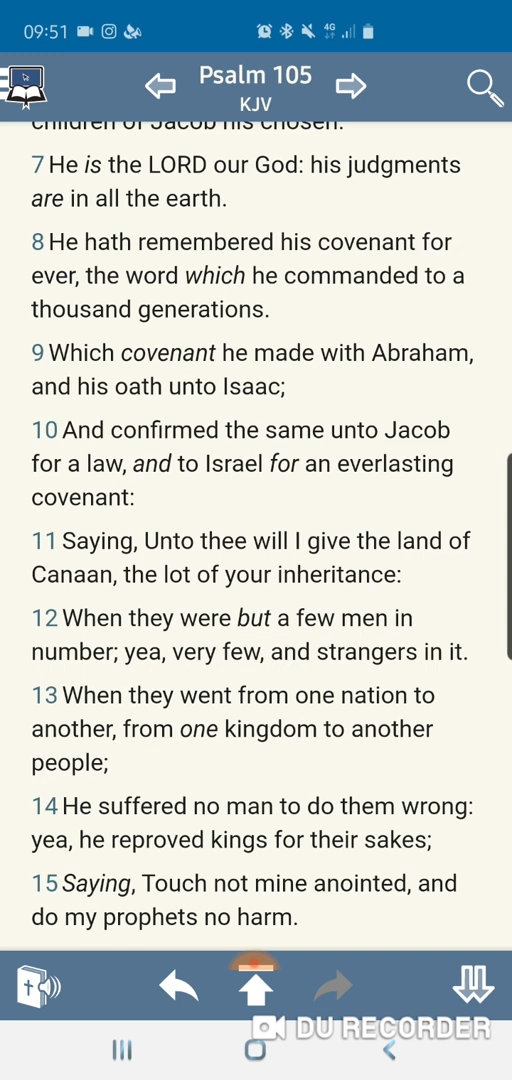 09:51
4G
Psalm 105
KJV
children of Jacob his chosen.
7 He is the LORD our God: his judgments
are in all the earth.
8 He hath remembered his covenant for
ever, the word which he commanded to a
thousand generations.
9 Which covenant he made with Abraham,
and his oath unto Isaac;
10 And confirmed the same unto Jacob
for a law, and to Israel for an everlasting
covenant:
11 Saying, Unto thee will I give the land of
Canaan, the lot of your inheritance:
12 When they were but a few men in
number; yea, very few, and strangers in it.
13 When they went from one nation to
another, from one kingdom to another
people;
14 He suffered no man to do them wrong:
yea, he reproved kings for their sakes;
15 Saying, Touch not mine anointed, and
do my prophets no harm.
DU RECORDER